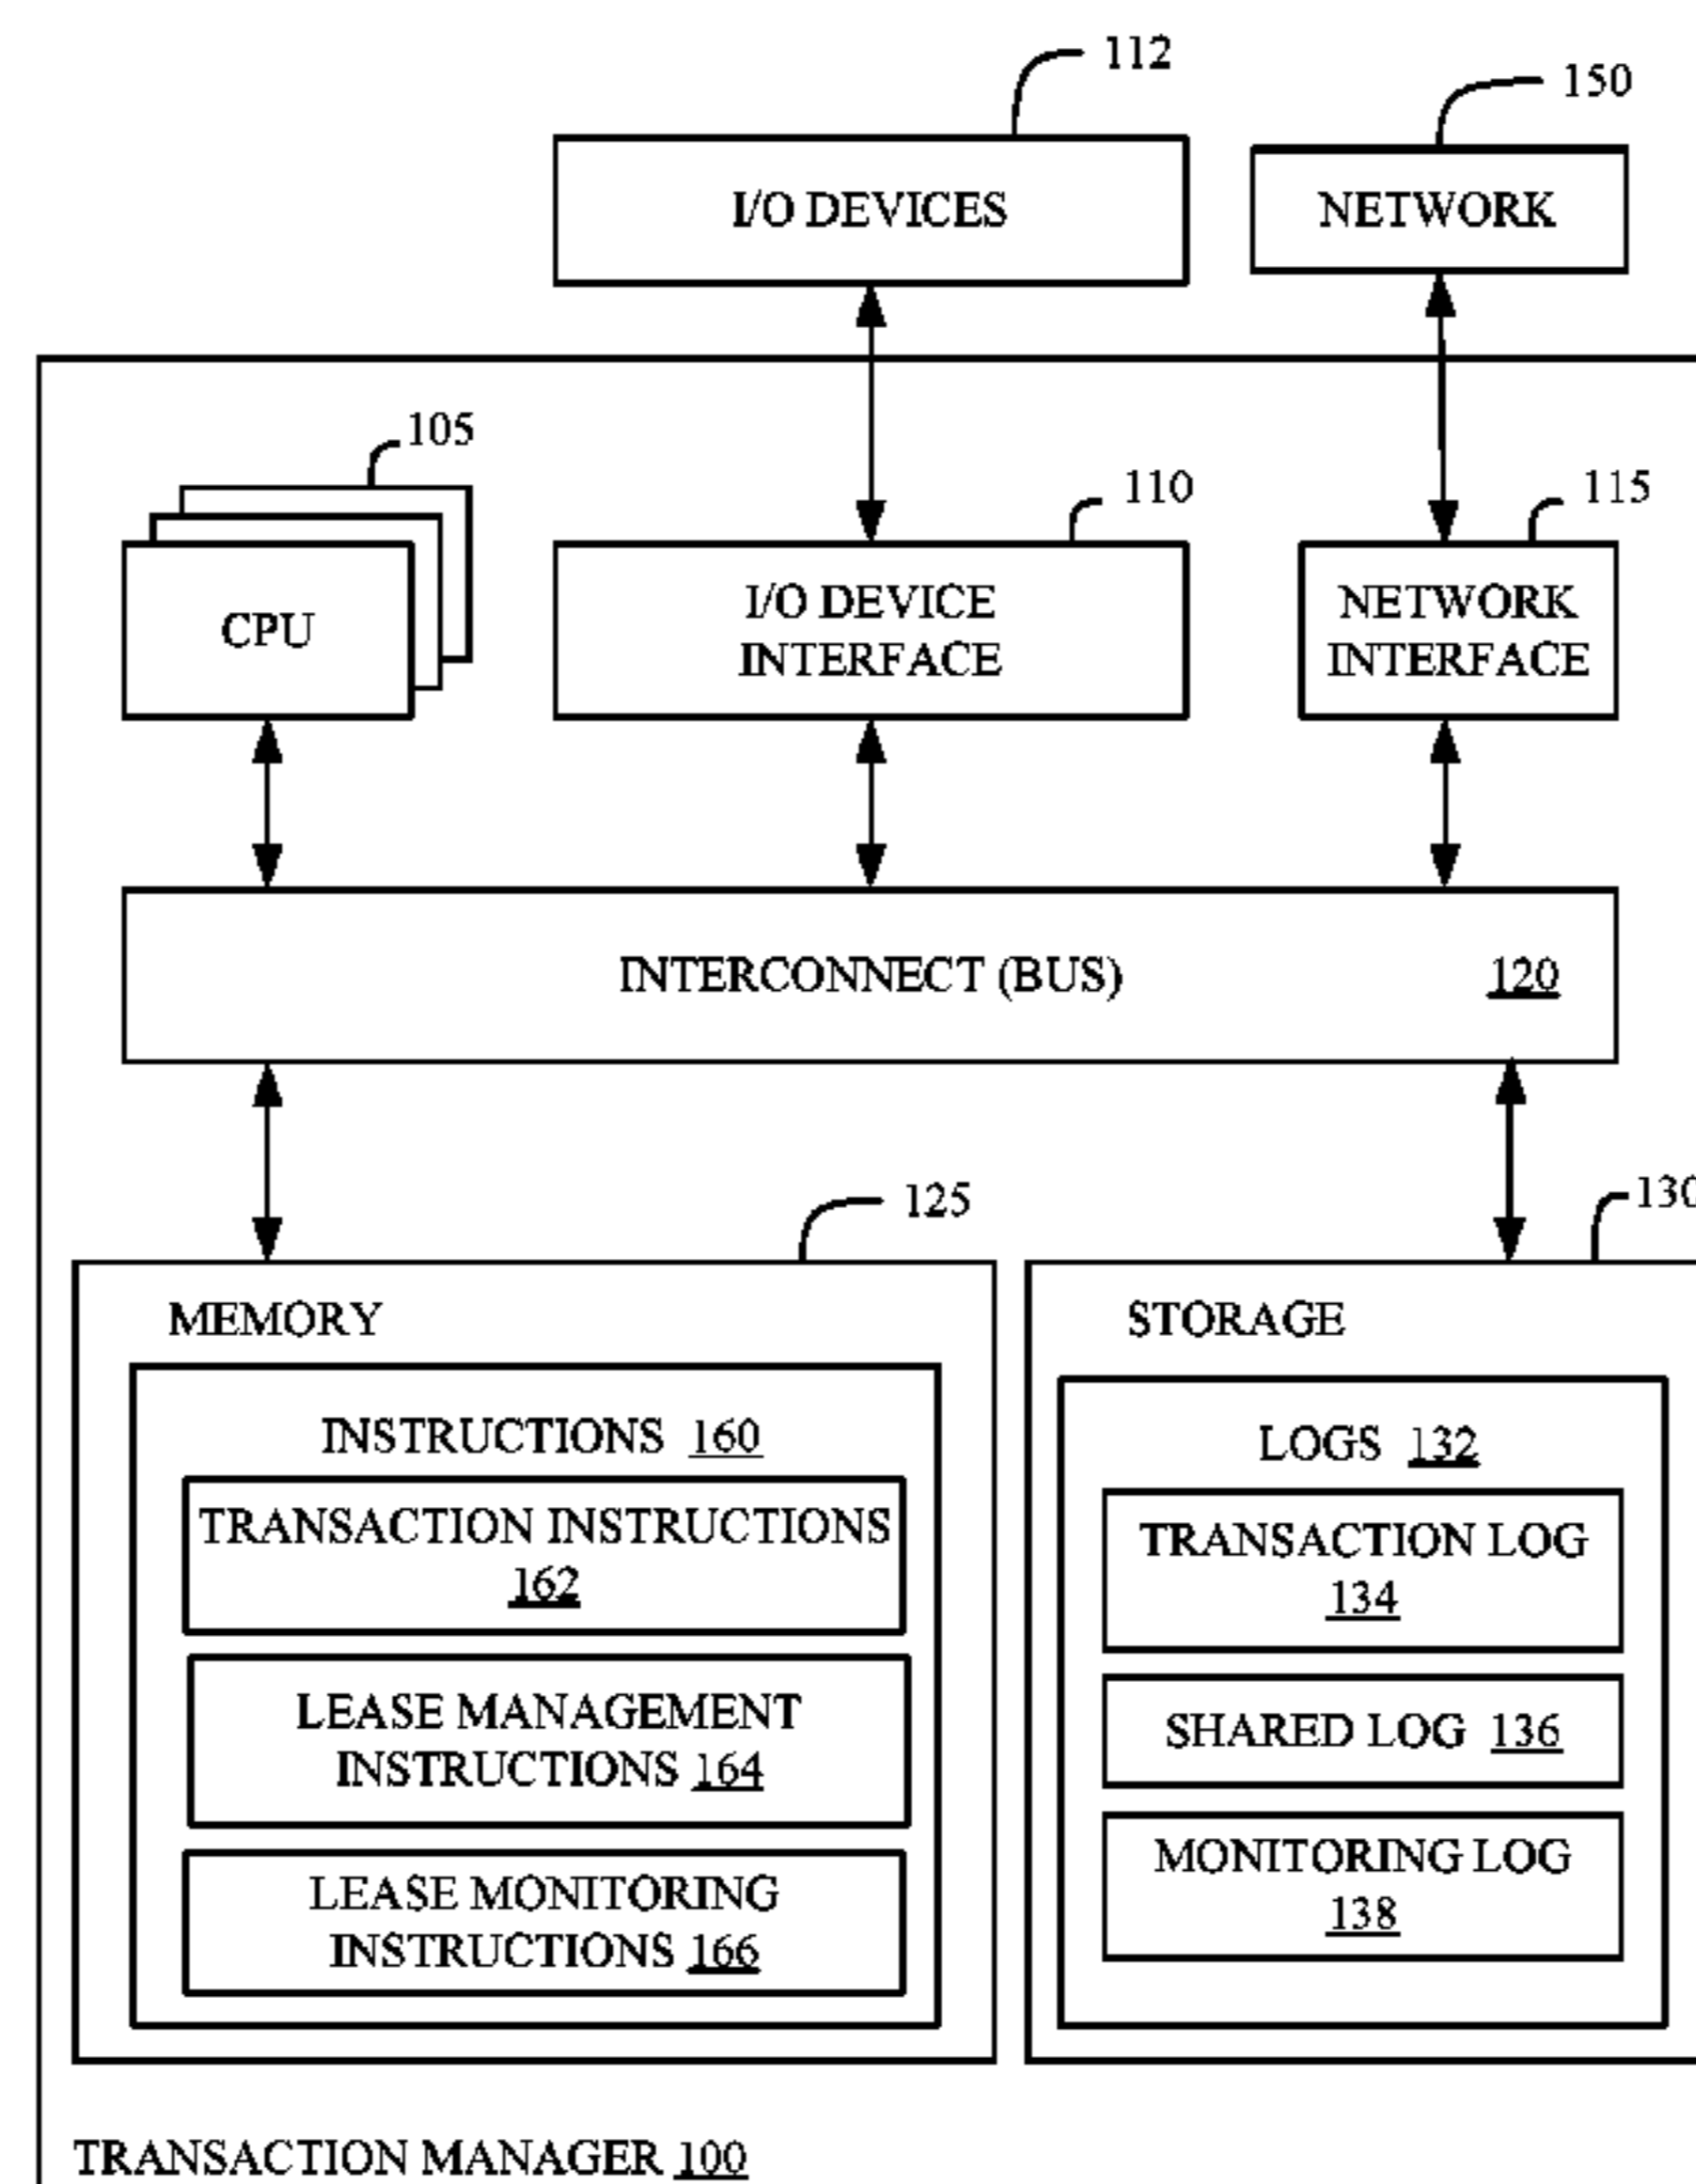 112
150
I/O DEVICES
NETWORK
105
110
115
CPU
I/O DEVICE
INTERFACE
NETWORK
INTERFACE
INTERCONNECT (BUS) 120
125
130
MEMORY
INSTRUCTIONS 160
TRANSACTION INSTRUCTIONS
162
LEASE MANAGEMENT
INSTRUCTIONS 164
LEASE MONITORING
INSTRUCTIONS 166
STORAGE
LOGS 132
TRANSACTION LOG
134
SHARED LOG 136
MONITORING LOG
138
TRANSACTION MANAGER 100